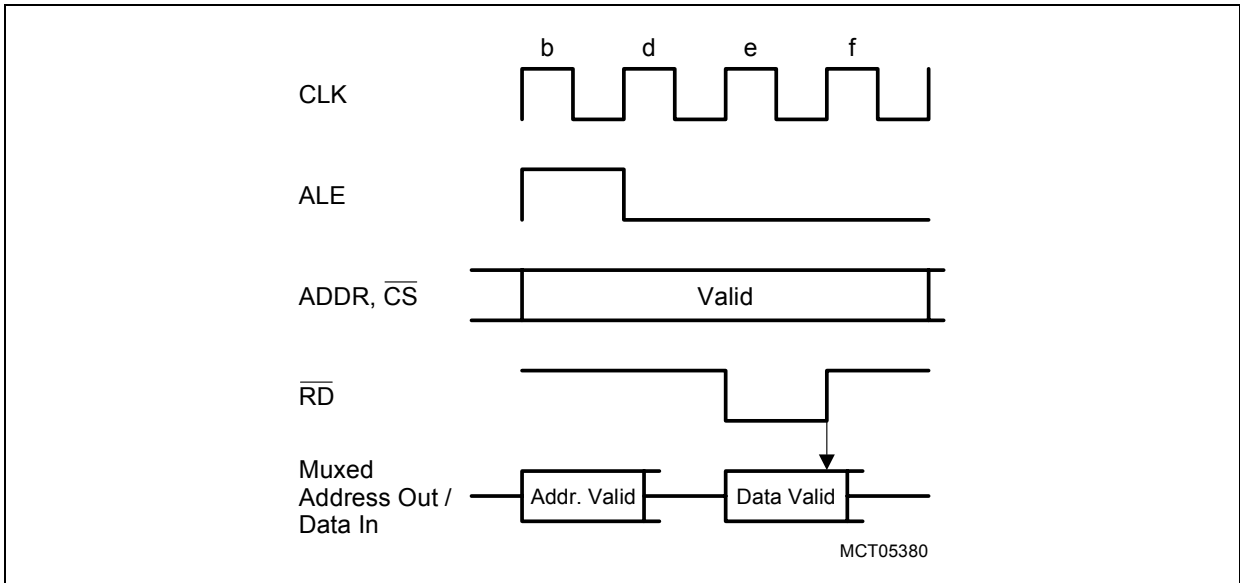 b d e f
CLK
ALE
ADDR, CS
Valid
RD
Muxed
Address Out /
Data In
Addr. Valid
Data Valid
MCT05380